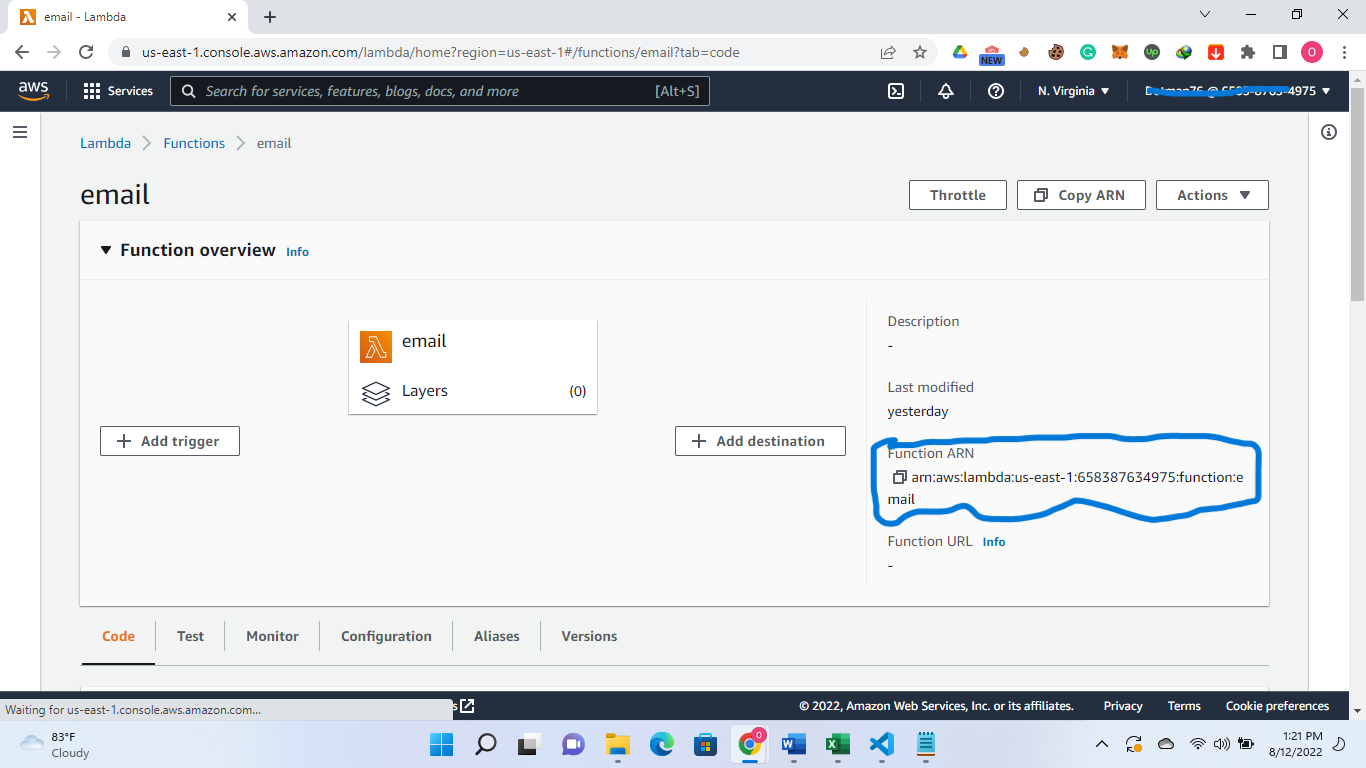 email - Lambda
us-east-1.console.aws.amazon.com/lambda/home?region=us-east-1#/functions/email?tab=code
NEW
Up
O
aws
Services
Search for services, features, blogs, docs, and more
[Alt+S]
N. Virginia
4975
Lambda
Functions
email
email
Throttle
Copy ARN
Actions
Function overview
Info
email
Layers
(0)
Add trigger
Add destination
Description
-
Last modified
yesterday
Function ARN
arn:aws:lambda:us-east-1:658387634975:function:e
mail
Function URL
Info
-
Code
Test
Monitor
Configuration
Aliases
Versions
Waiting for us-east-1.console.aws.amazon.com...
s
© 2022, Amazon Web Services, Inc. or its affiliates.
Privacy
Terms
Cookie preferences
83°F
Cloudy
0
1:21 PM
8/12/2022